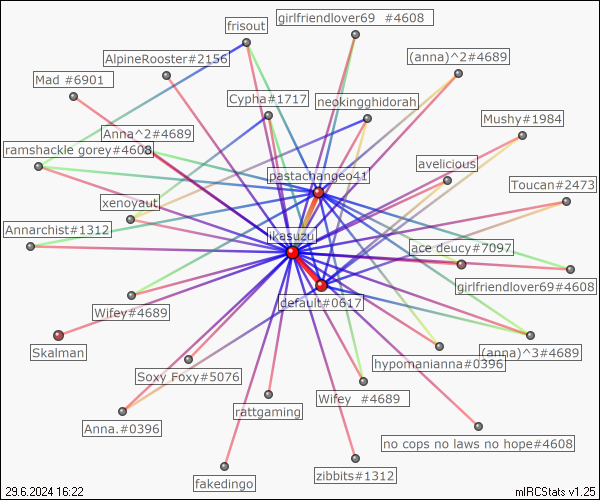 girlfriendlover69 #4608
frisout
AlpineRooster#2156
(anna)^2#4689
Mad #6901
Cypha#1717
neokingghidorah
Mushy#1984
Anna^2#4689
ramshackle gorey#4608
avelicious
pastachangeo41
Toucan#2473
xenoyaut
Annarchist#1312
ikasuzu
ace deucy#7097
girlfriendlover69#4608
default#0617
Wifey#4689
Skalman
(anna)^3#4689
hypomanianna#0396
Soxy Foxy#5076
Wifey #4689
rattgaming
Anna.#0396
no cops no laws no hope#4608
fakedingo
zibbits#1312
29.6.2024 16:22
mIRCStats v1.25